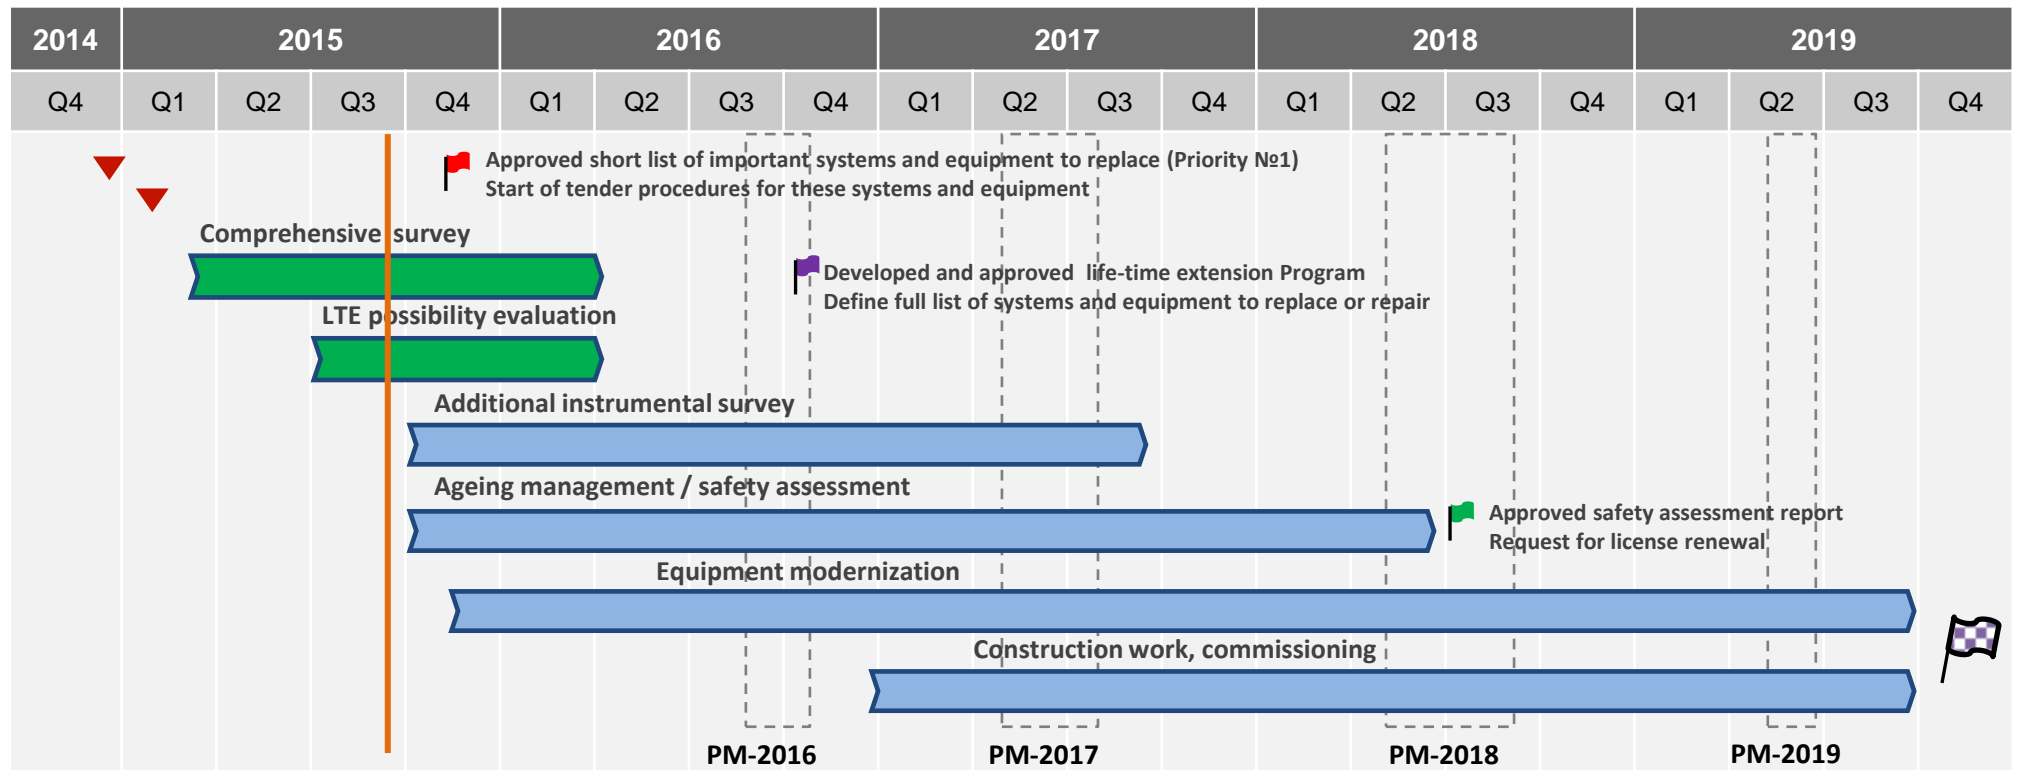 2014 2015 2016 2017 2018 2019
Q4 Q1 Q2 Q3 Q4 Q1 Q2 Q3 Q4 Q1 Q2 Q3 Q4 Q1 Q2 Q3 Q4 Q1 Q2 Q3 Q4
Approved short list of important systems and equipment to replace (Priority №1)
Start of tender procedures for these systems and equipment
Comprehensive survey
Developed and approved life-time extension Program
Define full list of systems and equipment to replace or repair
LTE possibility evaluation
Additional instrumental survey
Ageing management / safety assessment
Approved safety assessment report
Request for license renewal
Equipment modernization
Construction work, commissioning
PM-2016 PM-2017 PM-2018 PM-2019